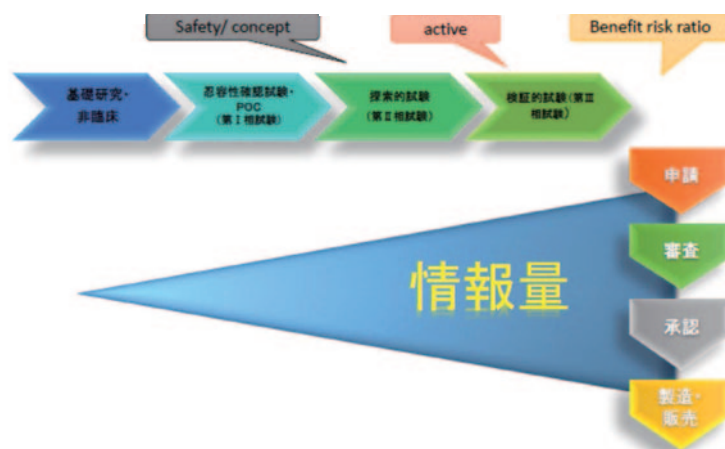 Safety/ concept
active
Benefit risk ratio
基礎研究・
非臨床
忍容性確認試験・
POC
(第Ⅰ相試験)
探索的試験
(第Ⅱ相試験)
検証的試験(第Ⅲ
相試験)
申請
審査
承認
製造・
販売
情報量